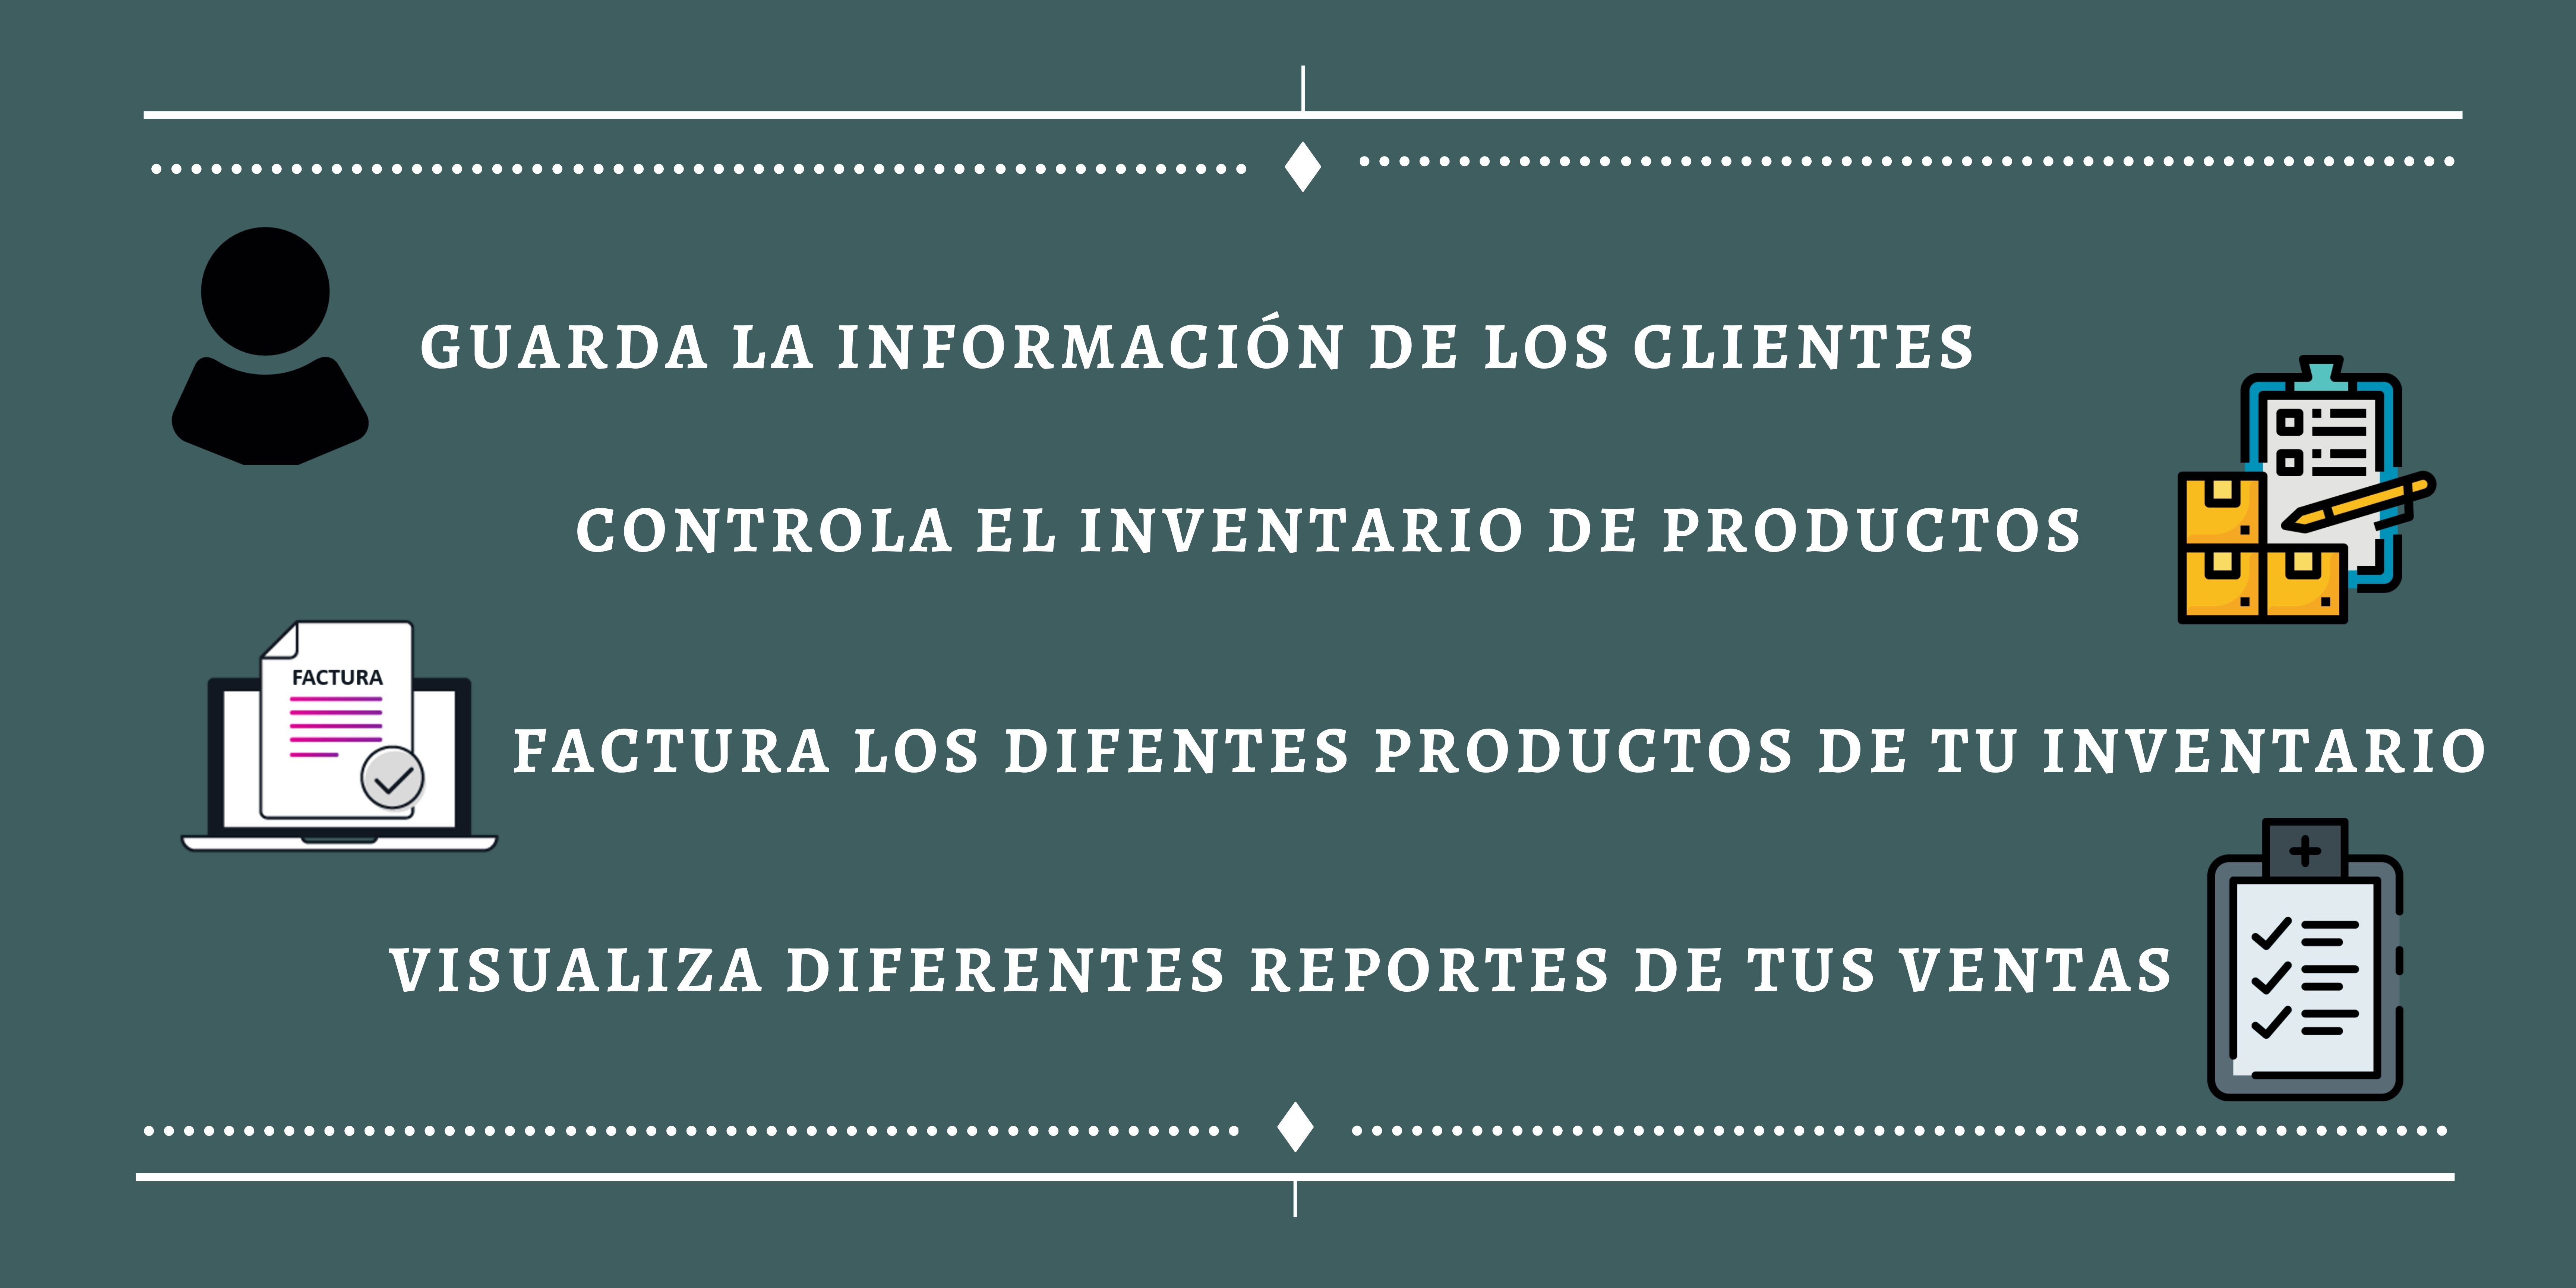 GUARDA LA INFORMACIÓN DE LOS CLIENTES
CONTROLA EL INVENTARIO DE PRODUCTOS
FACTURA
FACTURA LOS DIFENTES PRODUCTOS DE TU INVENTARIO
VISUALIZA DIFERENTES REPORTES DE TUS VENTAS